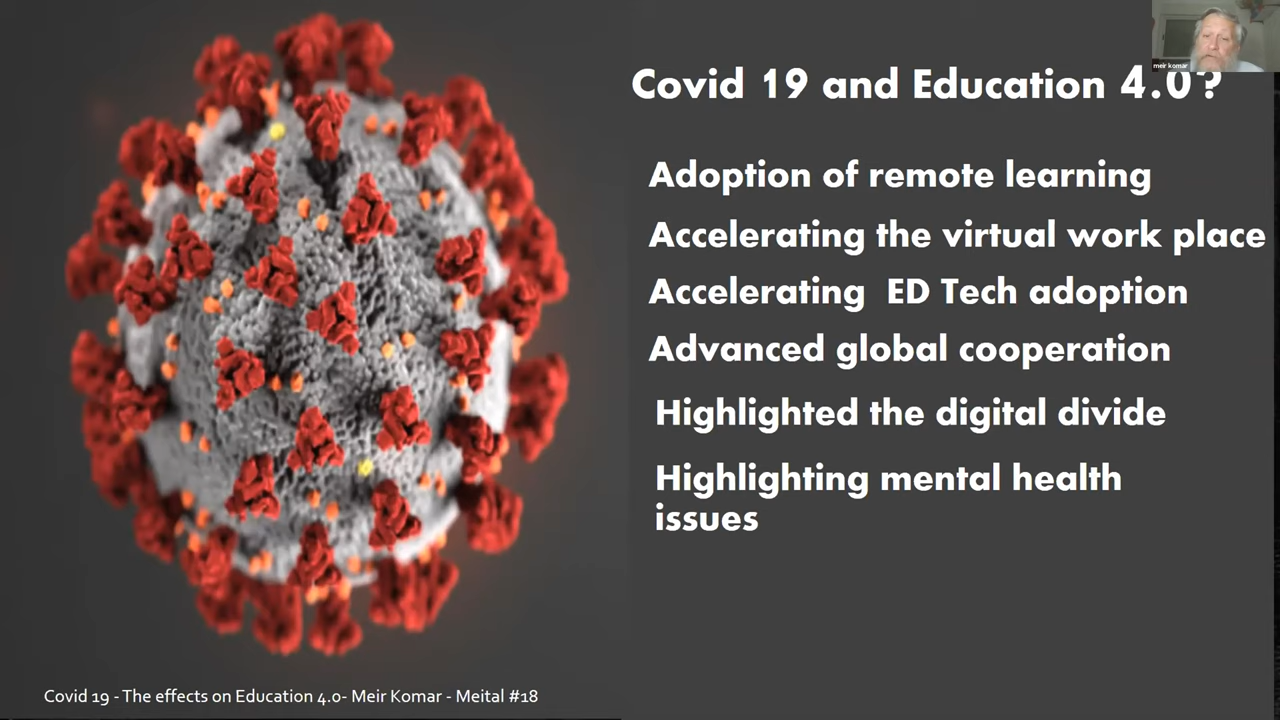 meir komar
Covid 19 and Education 4.0?
Adoption of remote learning
Accelerating the virtual work place
Accelerating ED Tech adoption
Advanced global cooperation
Highlighted the digital divide
Highlighting mental health
issues
Covid 19 - The effects on Education 4.0- Meir Komar - Meital #18